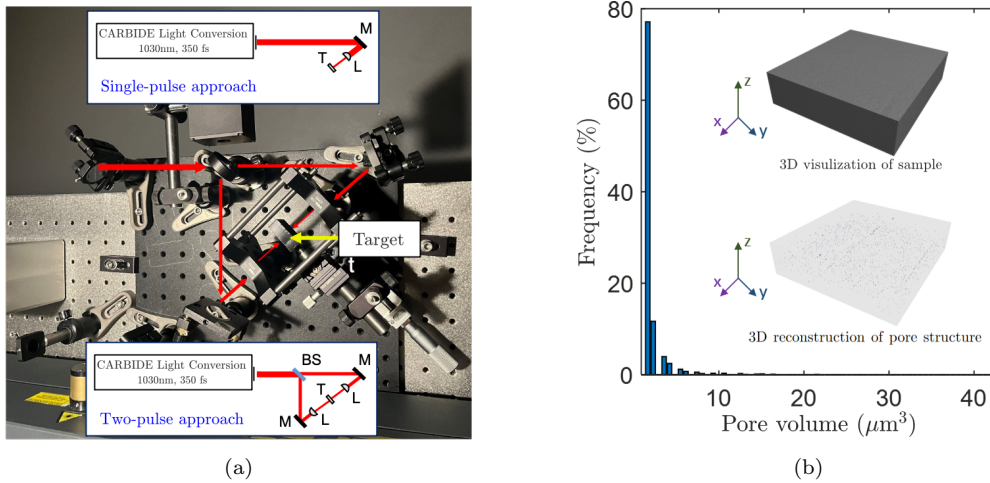 CARBIDE Light Conversion
1030nm, 350 fs
M
T
L
Single-pulse approach
Target
t
CARBIDE Light Conversion
1030nm, 350 fs
BS
M
T
L
L
M
Two-pulse approach
(a)
80
60
40
20
0
Frequency (%)
10
20
30
40
Pore volume (μm³)
z
x
y
3D visulization of sample
z
x
y
3D reconstruction of pore structure
(b)